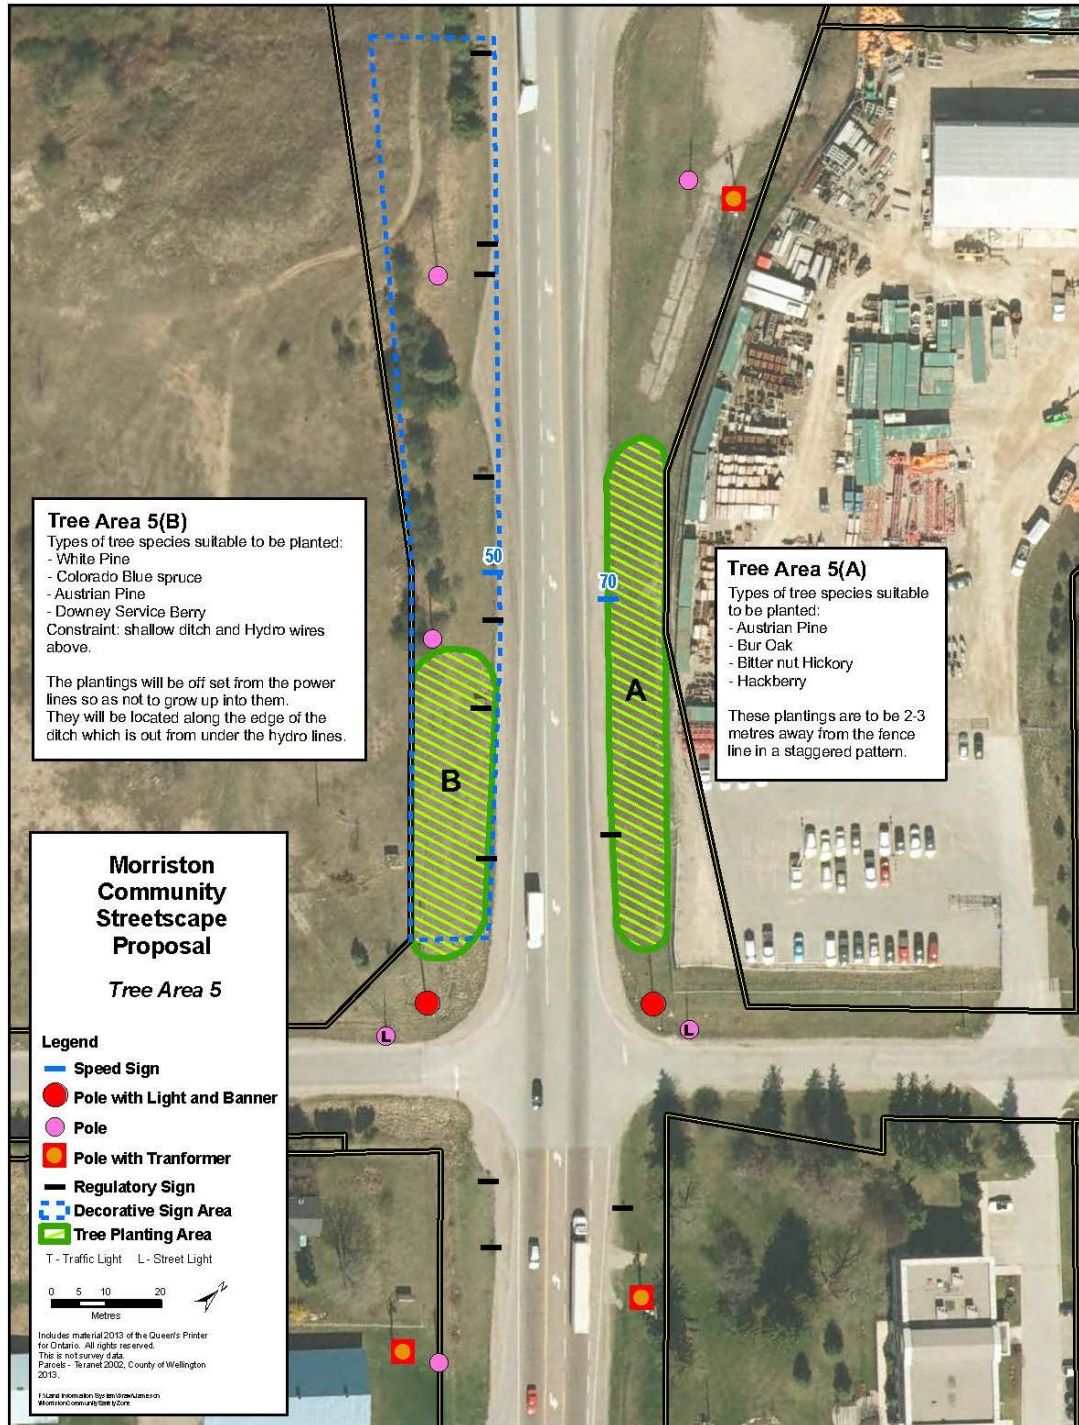 50
70
Tree Area 5(B)
Types of tree species suitable to be planted:
- White Pine
- Colorado Blue spruce
- Austrian Pine
- Downey Service Berry
Constraint: shallow ditch and Hydro wires
above.
The plantings will be off set from the power
lines so as not to grow up into them.
They will be located along the edge of the
ditch which is out from under the hydro lines.
Tree Area 5(A)
Types of tree species suitable
to be planted:
- Austrian Pine
- Bur Oak
- Bitter nut Hickory
- Hackberry
These plantings are to be 2-3
metres away from the fence
line in a staggered pattern.
A
B
Morriston
Community
Streetscape
Proposal
Tree Area 5
L
L
Legend
Speed Sign
Pole with Light and Banner
Pole
Pole with Tranformer
Regulatory Sign
Decorative Sign Area
Tree Planting Area
T - Traffic Light L - Street Light
0 5 10 20
Metres
N
Includes material 2013 of the Queen's Printer
for Ontario. All rights reserved.
This is not survey data.
Parcels - Teranet 2002, County of Wellington
2013.